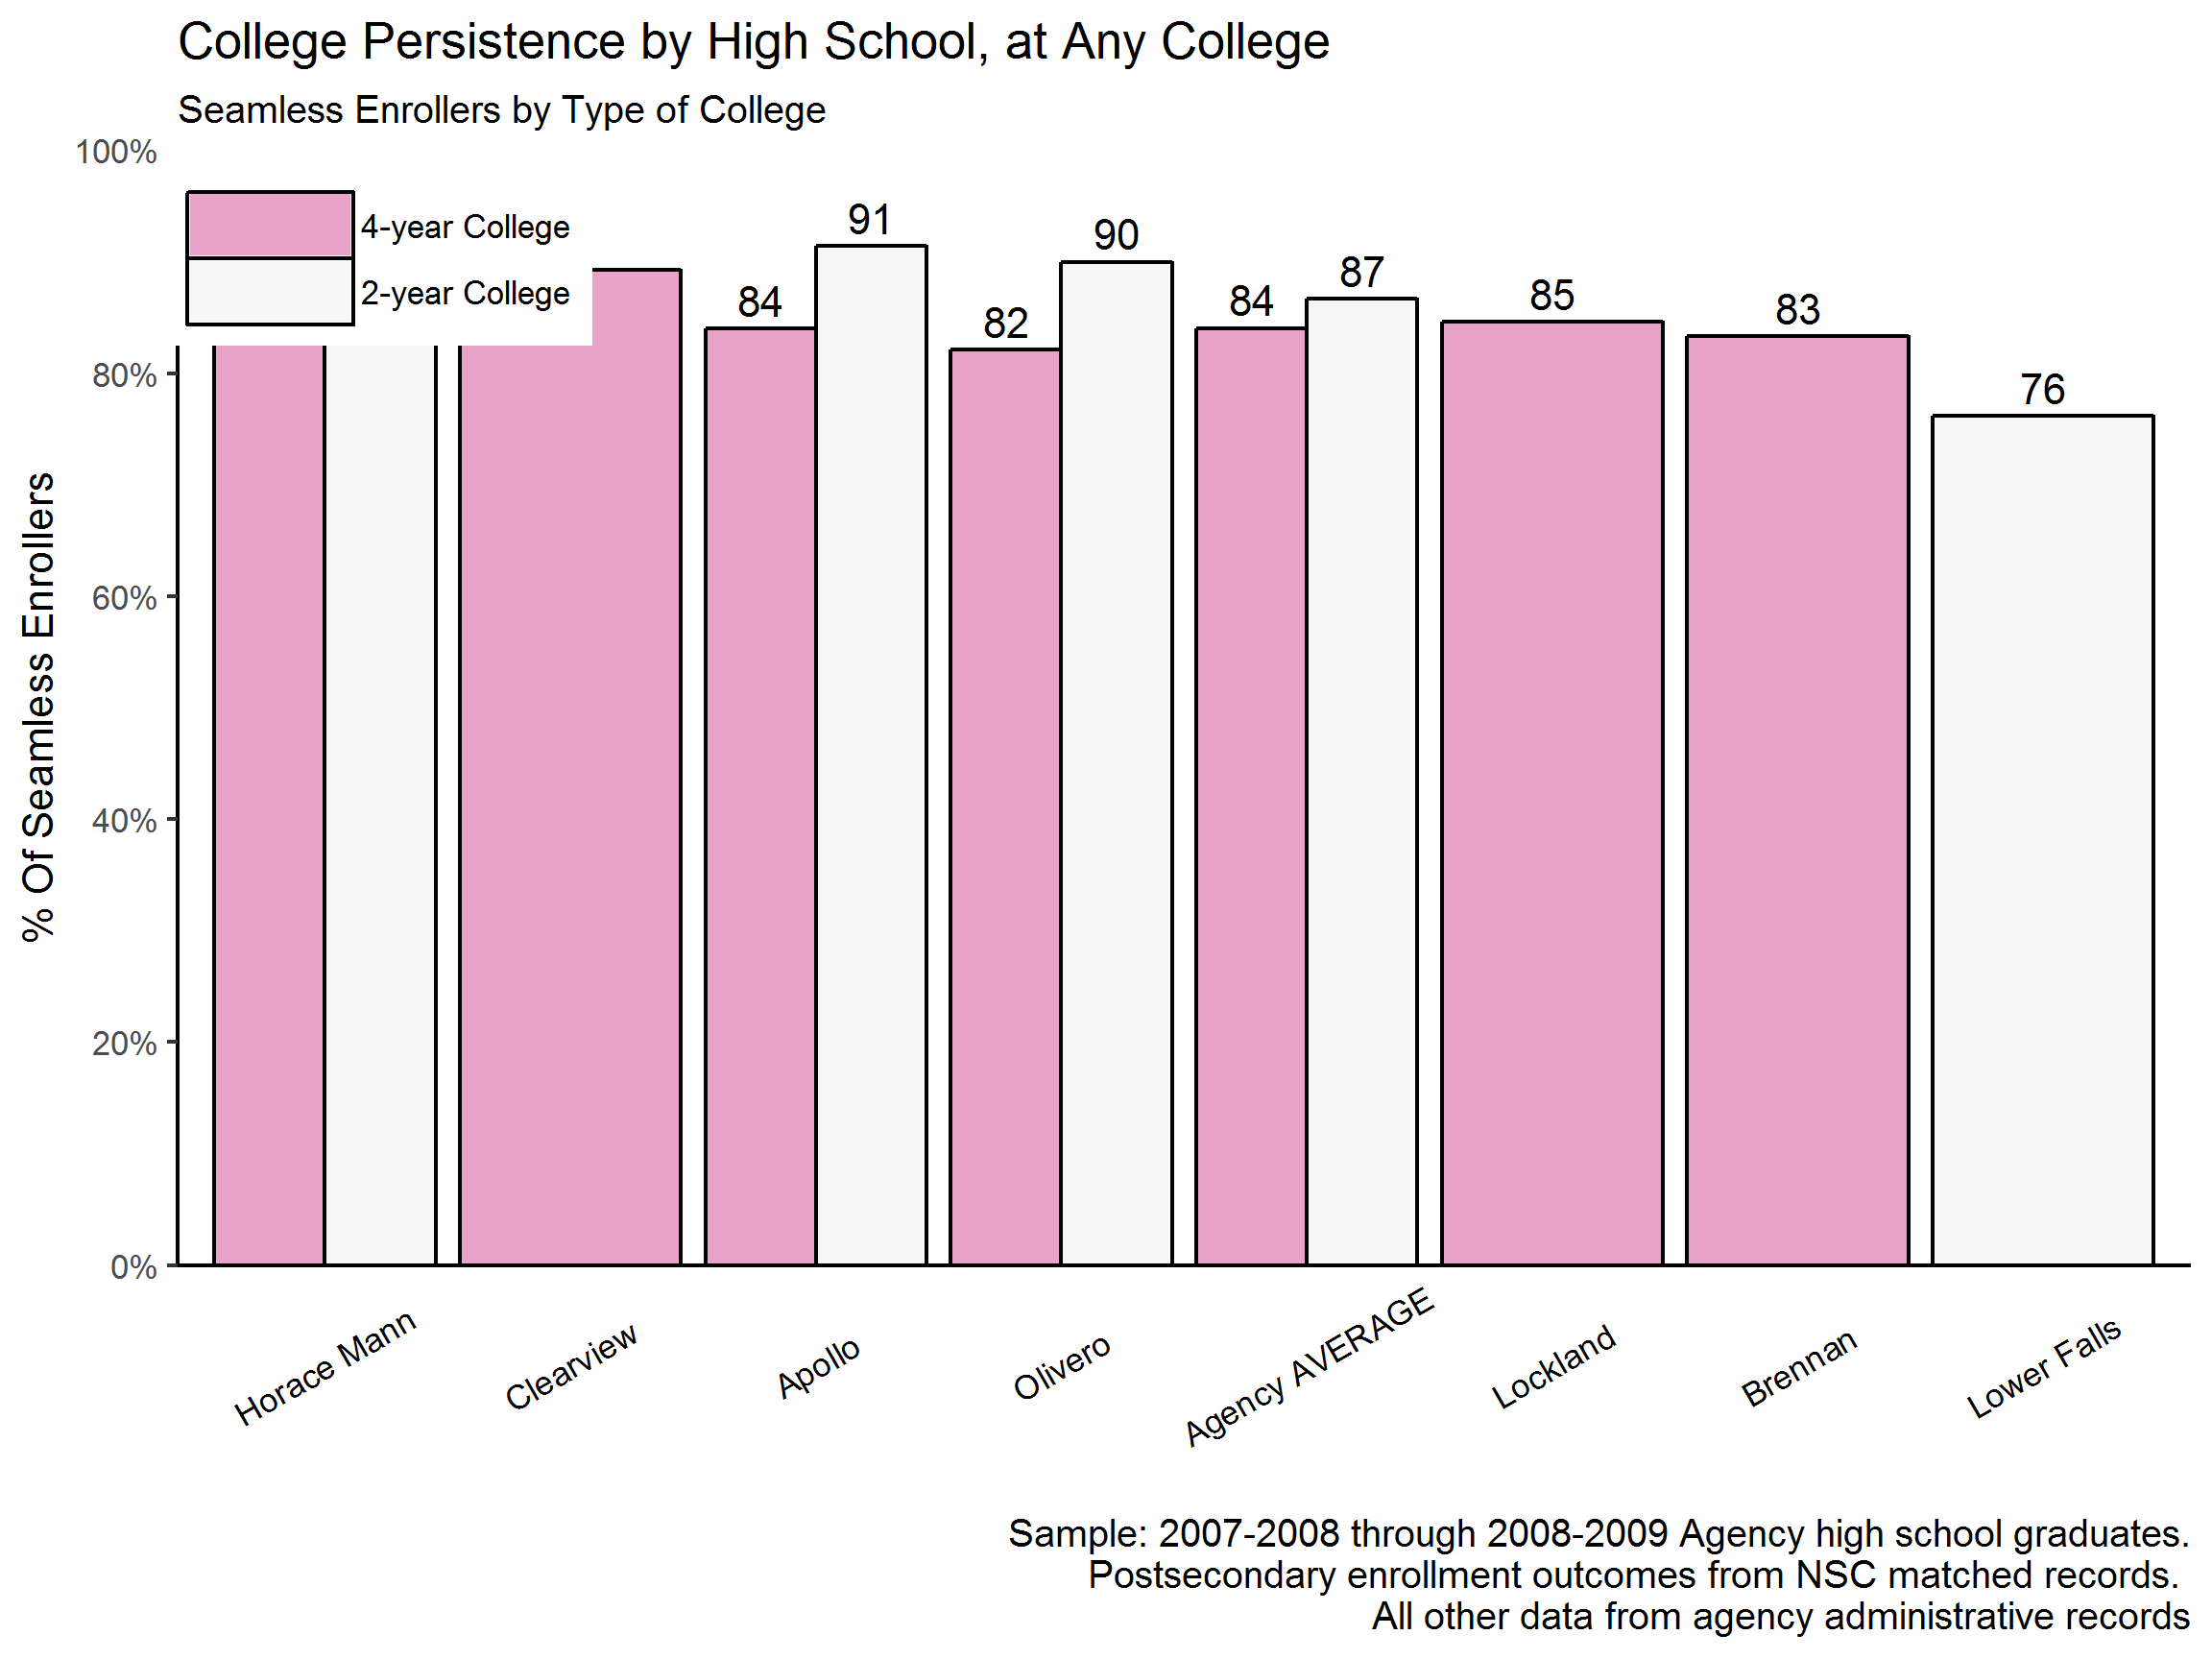 College Persistence by High School, at Any College
Seamless Enrollers by Type of College
100%
80%
60%
40%
20%
0%
% Of Seamless Enrollers
4-year College
2-year College
84
91
82
90
84
87
85
83
76
Horace Mann
Clearview
Apollo
Olivero
Agency AVERAGE
Lockland
Brennan
Lower Falls
Sample: 2007-2008 through 2008-2009 Agency high school graduates.
Postsecondary enrollment outcomes from NSC matched records.
All other data from agency administrative records